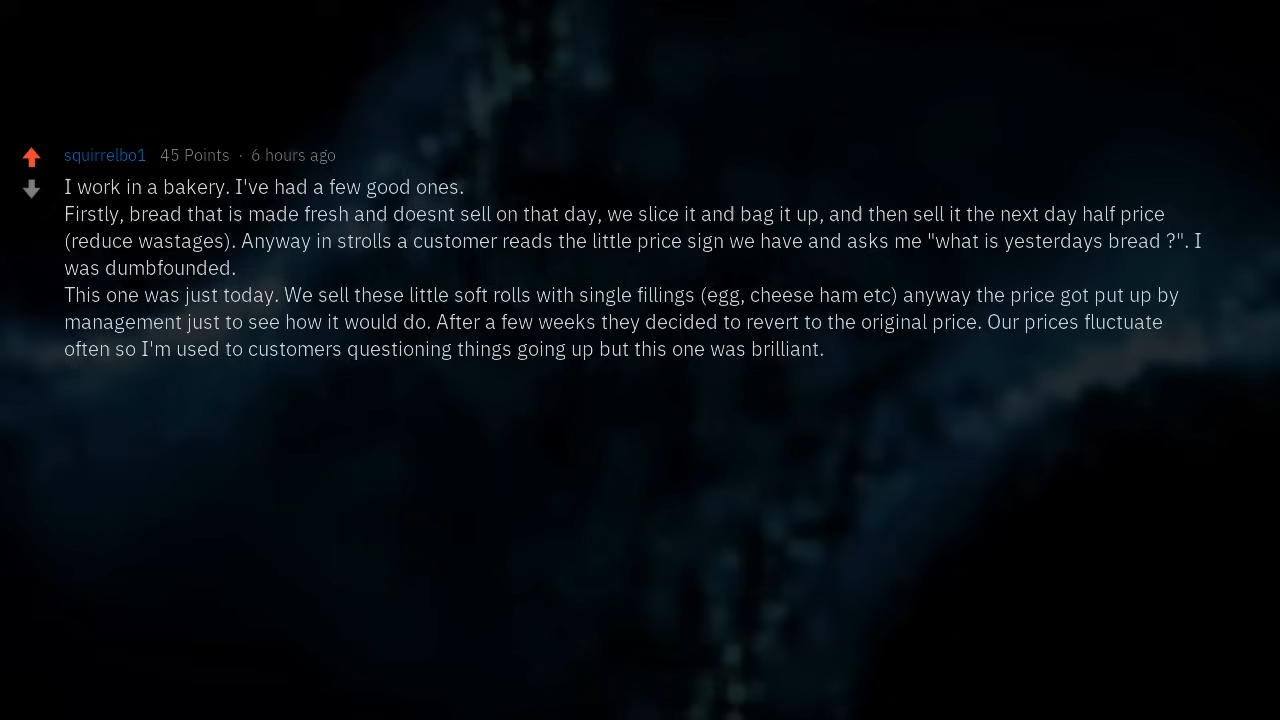 squirrelbo1 45 Points · 6 hours ago
I work in a bakery. I've had a few good ones.
Firstly, bread that is made fresh and doesnt sell on that day, we slice it and bag it up, and then sell it the next day half price
(reduce wastages). Anyway in strolls a customer reads the little price sign we have and asks me "what is yesterdays bread ?". I
was dumbfounded.
This one was just today. We sell these little soft rolls with single fillings (egg, cheese ham etc) anyway the price got put up by
management just to see how it would do. After a few weeks they decided to revert to the original price. Our prices fluctuate
often so I'm used to customers questioning things going up but this one was brilliant.